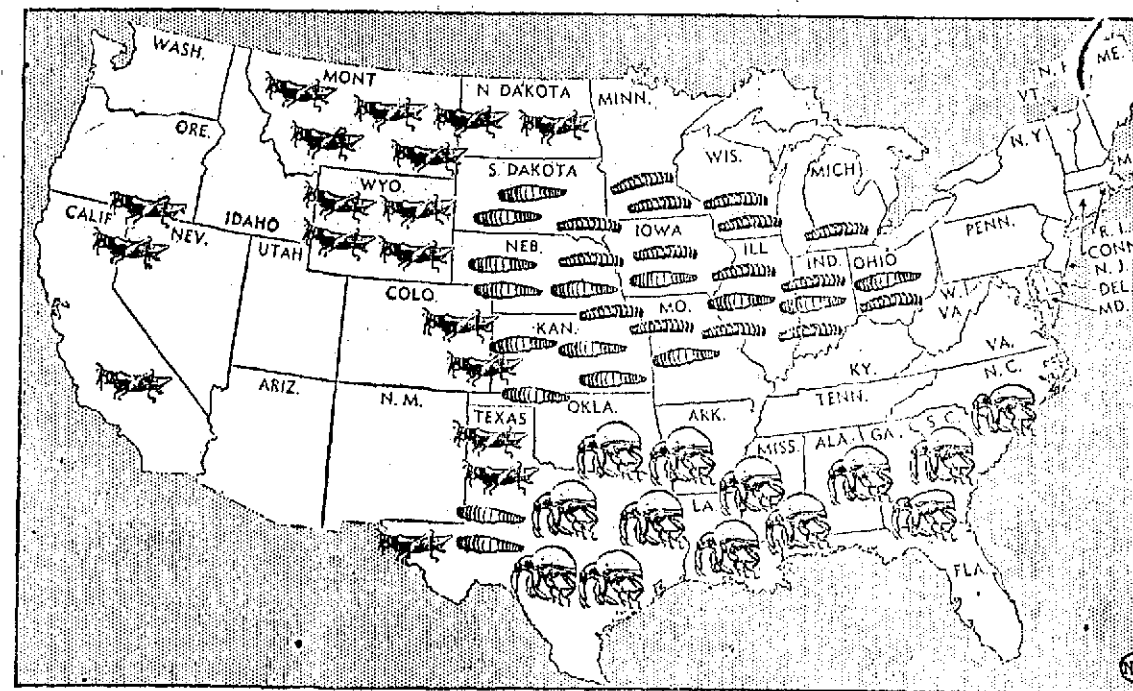 WASH.
MONT
N. DAKOTA
MINN.
ME.
VT.
ORE.
IDAHO
WYO.
S. DAKOTA
WIS.
MICH
N.Y
CALIF
NEV.
UTAH
NEB.
IOWA
ILL
IND.
OHIO
PENN.
R.I.
CONN
N.J.
DEL.
MD.
COLO.
KAN.
MO.
W.
VA
VA.
KY.
ARIZ.
N.M.
TEXAS
OKLA.
ARK.
TENN.
N.C.
MISS.
ALA.
GA.
S.C.
LA
FLA.